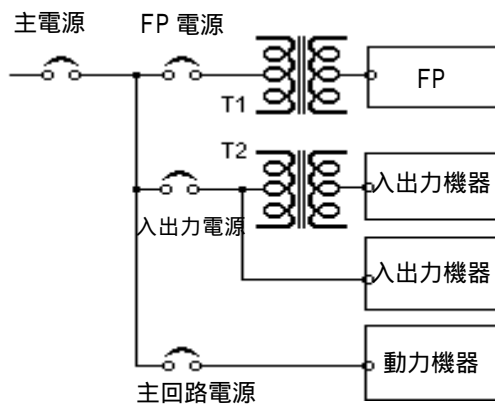 主電源
FP 電源
T1
FP
T2
入出力機器
入出力電源
入出力機器
動力機器
主回路電源